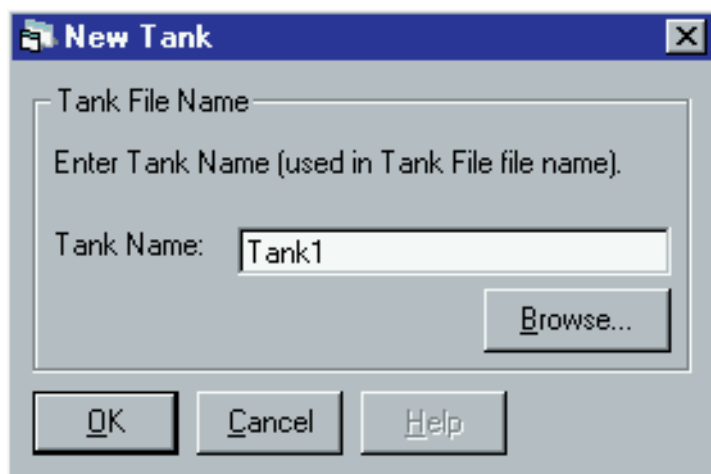 New Tank
Tank File Name
Enter Tank Name (used in Tank File file name).
Tank Name: Tank1
Browse...
OK Cancel Help